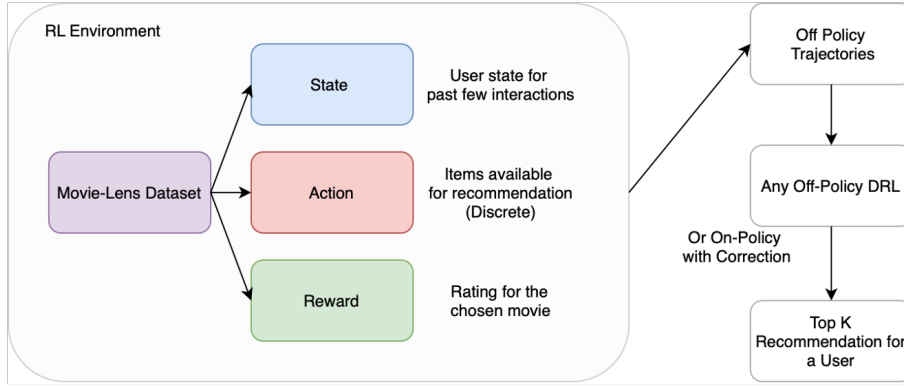 RL Environment
Movie-Lens Dataset
State
User state for
past few interactions
Action
Items available
for recommendation
(Discrete)
Reward
Rating for the
chosen movie
Off Policy
Trajectories
Any Off-Policy DRL
Or On-Policy
with Correction
Top K
Recommendation for
a User